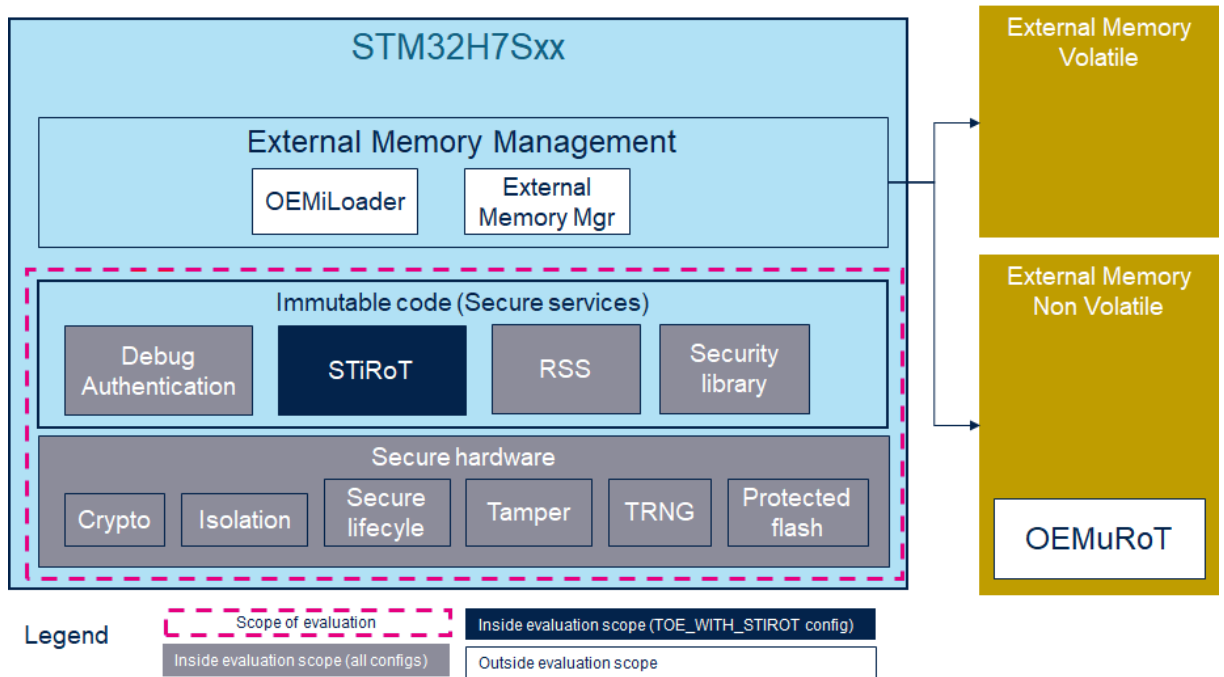 STM32H7Sxx
External Memory Management
OEMiLoader
External
Memory Mgr
Immutable code (Secure services)
Debug
Authentication
STiRoT
RSS
Security
library
Secure hardware
Crypto
Isolation
Secure
lifecyle
Tamper
TRNG
Protected
flash
External Memory
Volatile
External Memory
Non Volatile
OEMuRoT
Legend
Scope of evaluation
Inside evaluation scope (TOE_WITH_STIROT config)
Inside evaluation scope (all configs)
Outside evaluation scope